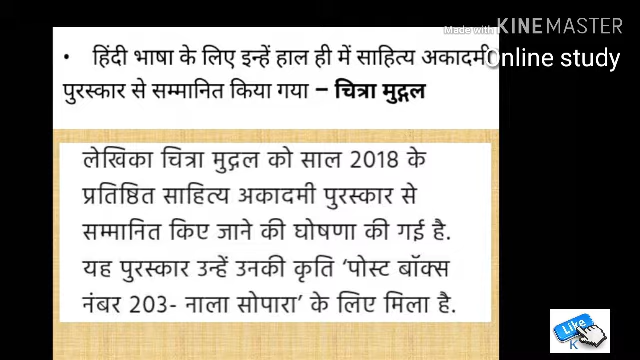 Made with KINEMASTER
• हिंदी भाषा के लिए इन्हें हाल ही में साहित्य अकादमी
Online study
पुरस्कार से सम्मानित किया गया – चित्रा मुद्गल
लेखिका चित्रा मुद्गल को साल 2018 के
प्रतिष्ठित साहित्य अकादमी पुरस्कार से
सम्मानित किए जाने की घोषणा की गई है.
यह पुरस्कार उन्हें उनकी कृति ‘पोस्ट बॉक्स
नंबर 203- नाला सोपारा’ के लिए मिला है.
Like
K